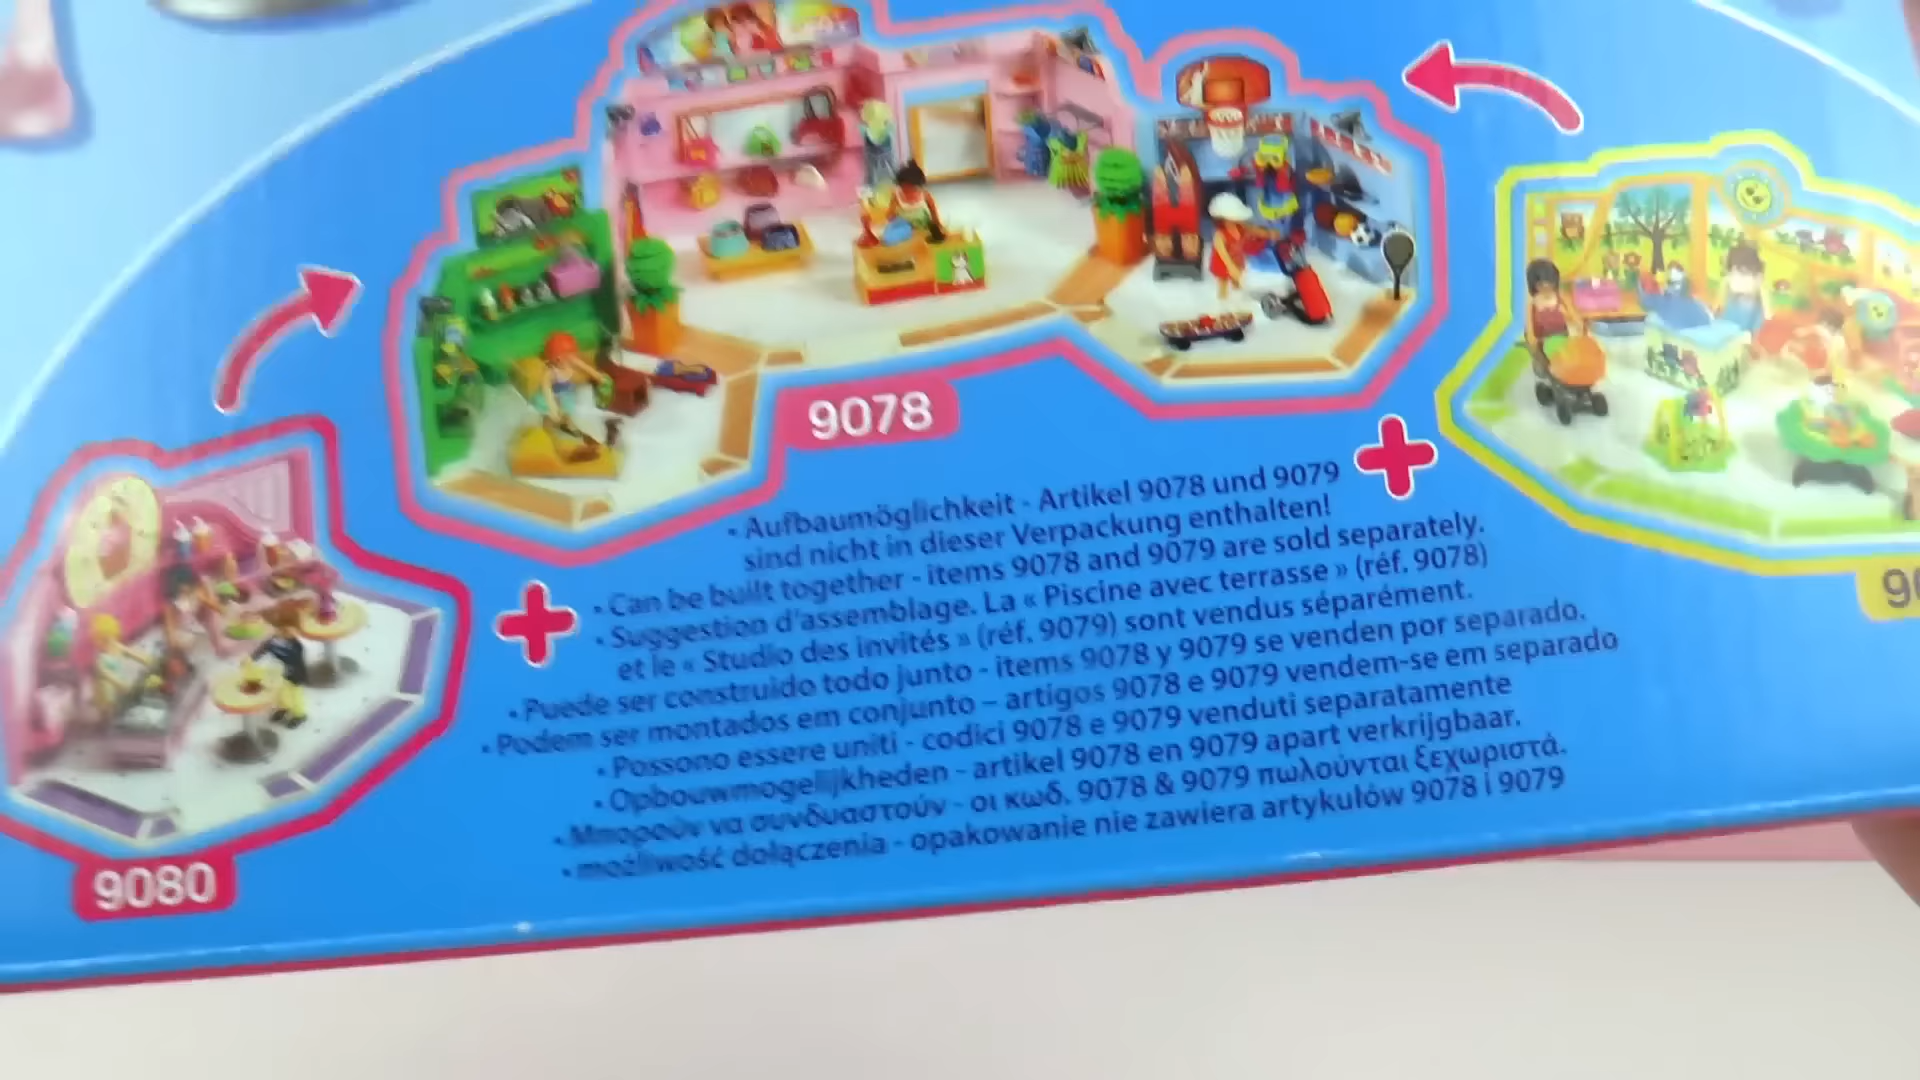 9078
• Aufbaumöglichkeit - Artikel 9078 und 9079
sind nicht in dieser Verpackung enthalten!
• Can be built together - items 9078 and 9079 are sold separately.
• Suggestion d'assemblage. La « Piscine avec terrasse » (réf. 9078)
et le « Studio des invités » (réf. 9079) sont vendus séparément.
• Puede ser construido todo junto - items 9078 y 9079 se venden por separado.
• Podem ser montados em conjunto – artigos 9078 e 9079 vendem-se em separado
• Possono essere uniti - codici 9078 e 9079 venduti separatamente
• Opbouwmogelijkheden - artikel 9078 en 9079 apart verkrijgbaar.
• Μπορούν να συνδυαστούν - οι κωδ. 9078 & 9079 πωλούνται ξεχωριστά.
• możliwość dołączenia - opakowanie nie zawiera artykułów 9078 i 9079
9080